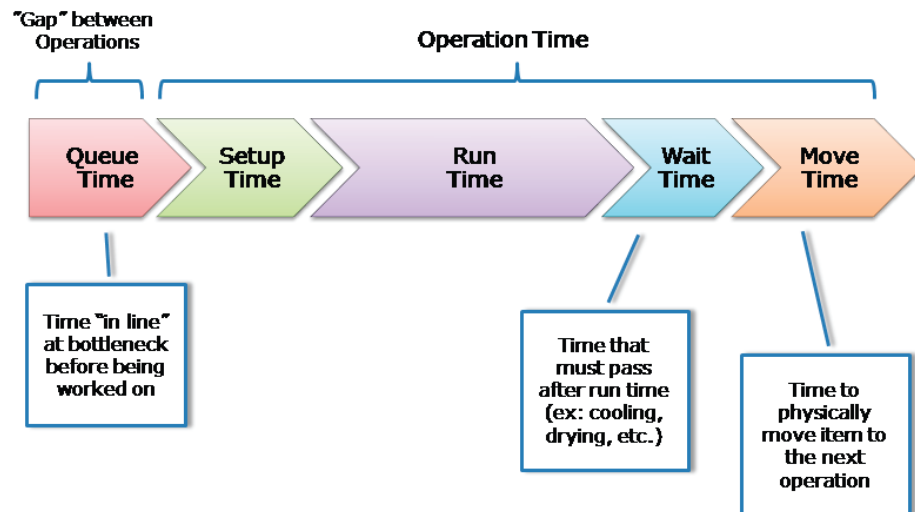 "Gap" between
Operations
Operation Time
Queue
Time
Setup
Time
Run
Time
Wait
Time
Move
Time
Time "in line"
at bottleneck
before being
worked on
Time that
must pass
after run time
(ex: cooling,
drying, etc.)
Time to
physically
move item to
the next
operation